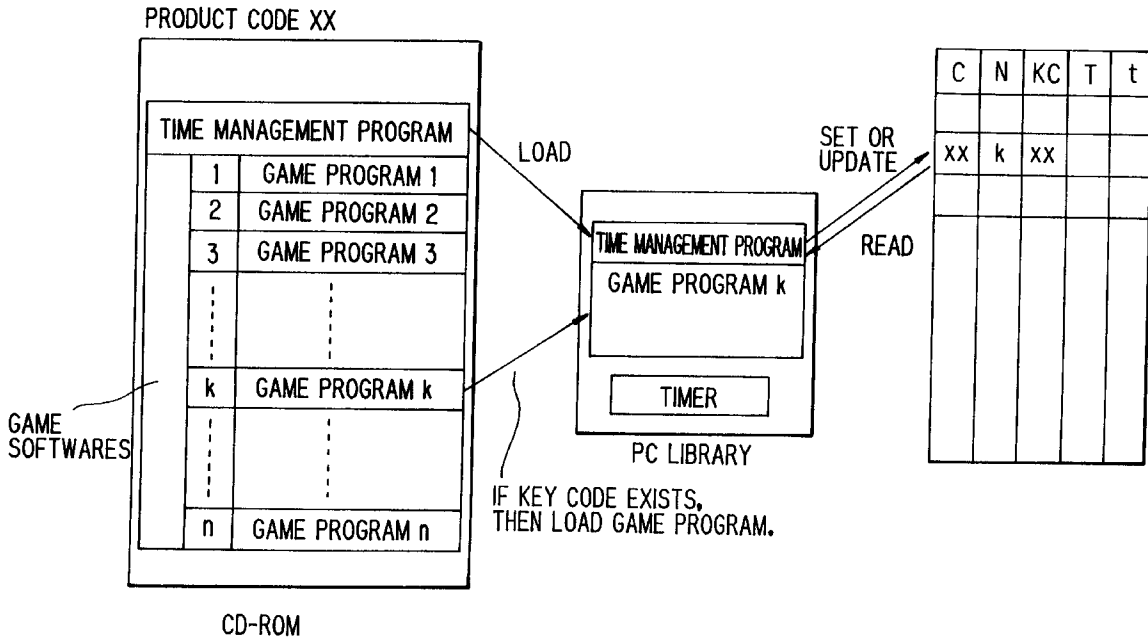 PRODUCT CODE XX
TIME MANAGEMENT PROGRAM
1 GAME PROGRAM 1
2 GAME PROGRAM 2
3 GAME PROGRAM 3
k GAME PROGRAM k
n GAME PROGRAM n
GAME
SOFTWARES
CD-ROM
LOAD
IF KEY CODE EXISTS,
THEN LOAD GAME PROGRAM.
TIME MANAGEMENT PROGRAM
GAME PROGRAM k
TIMER
PC LIBRARY
SET OR
UPDATE
READ
C N KC T t
XX k XX